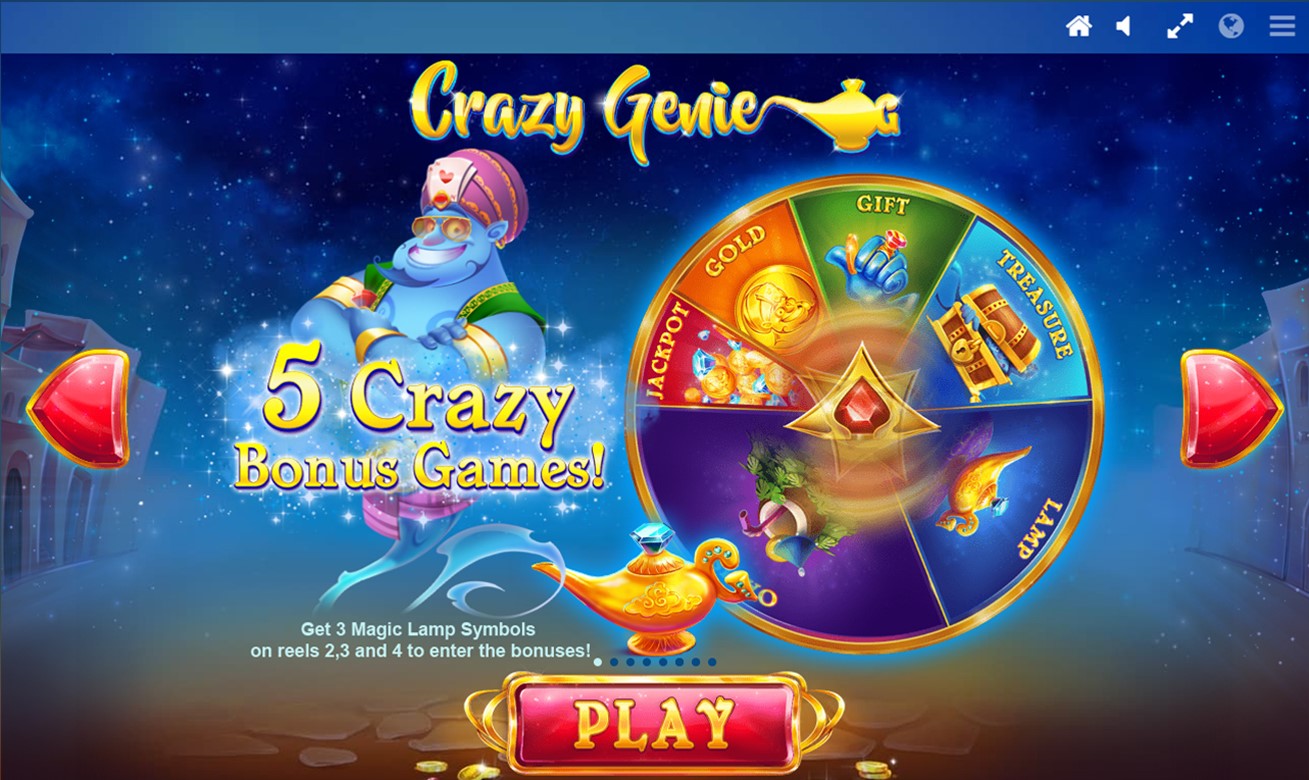 Crazy Genie
GIFT
GOLD
TREASURE
JACKPOT
5 Crazy
Bonus Games!
LAMP
Get 3 Magic Lamp Symbols
on reels 2,3 and 4 to enter the bonuses!
PLAY